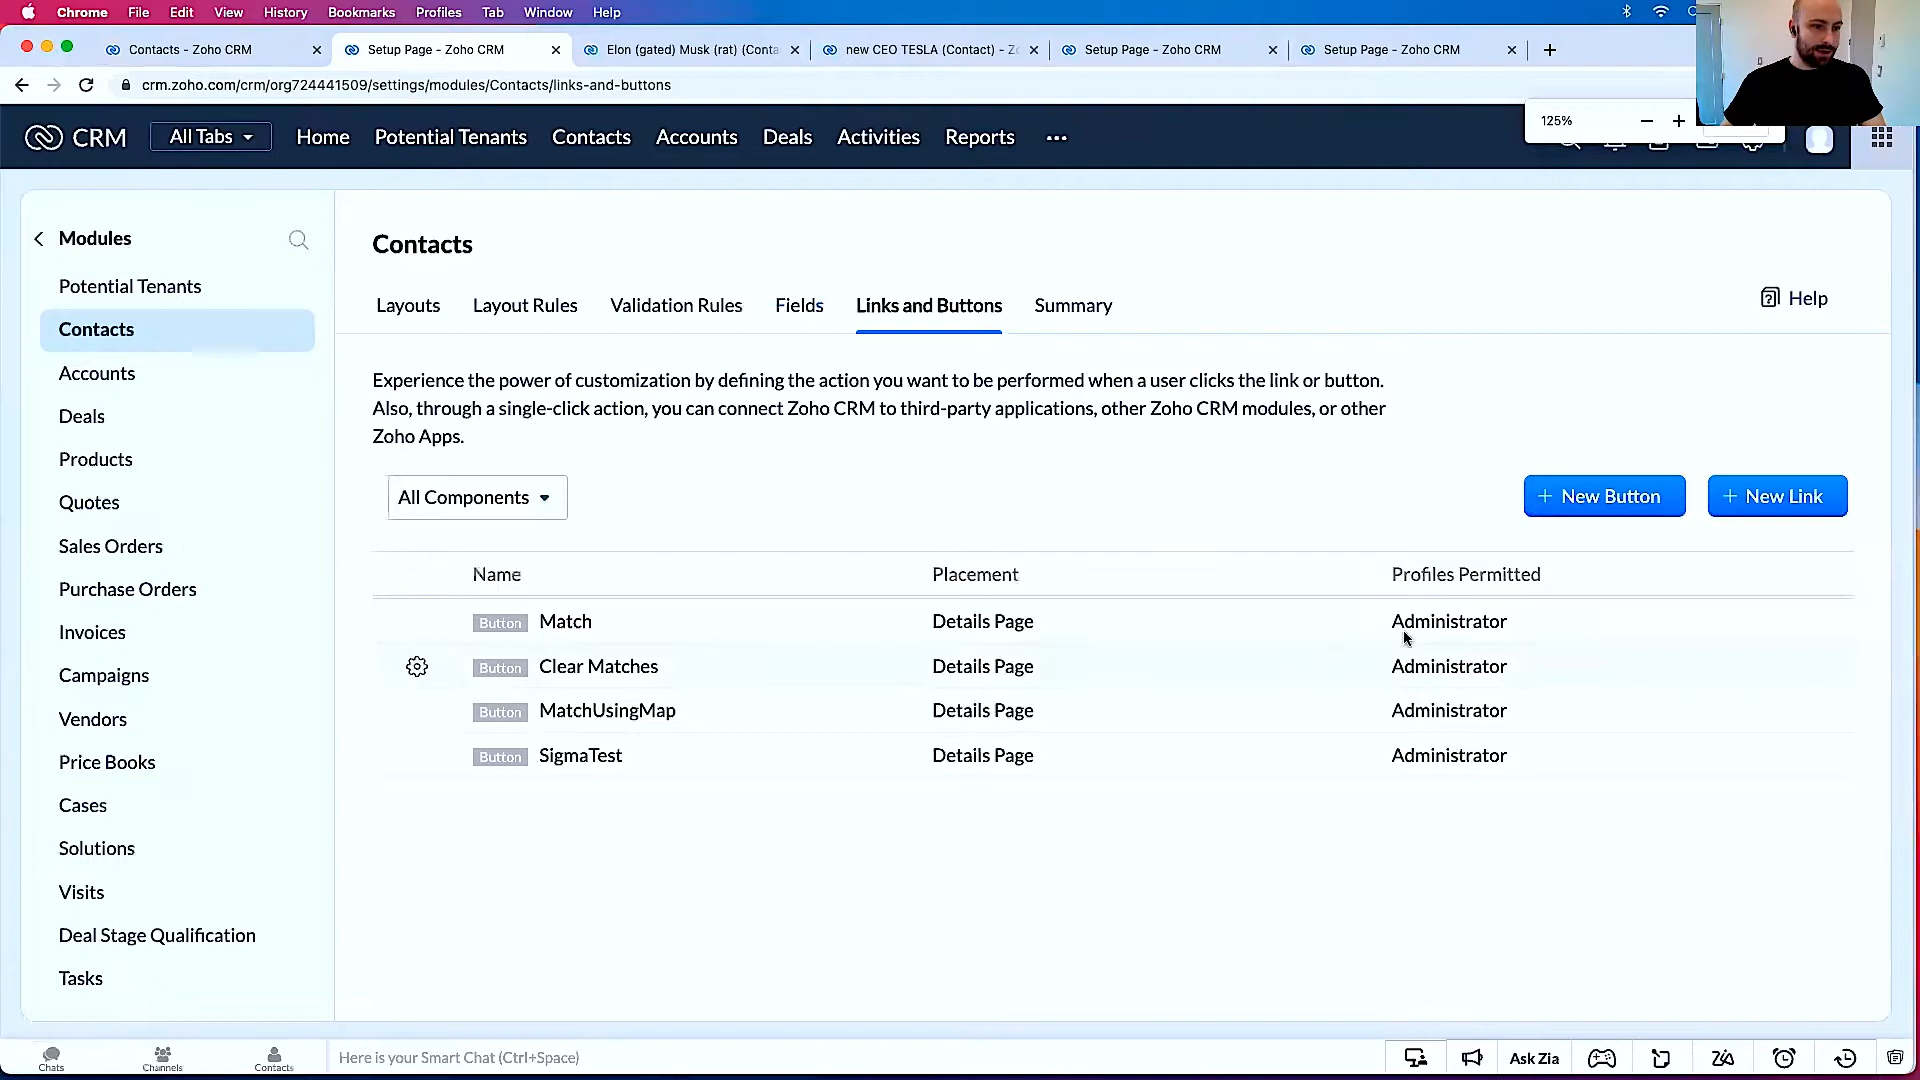 Chrome File Edit View History Bookmarks Profiles Tab Window Help
Contacts - Zoho CRM
Setup Page - Zoho CRM
Elon (gated) Musk (rat) (Conta
new CEO TESLA (Contact) - Zo
Setup Page - Zoho CRM
Setup Page - Zoho CRM
crm.zoho.com/crm/org724441509/settings/modules/Contacts/links-and-buttons
125%
CRM All Tabs Home Potential Tenants Contacts Accounts Deals Activities Reports ...
Modules
Potential Tenants
Contacts
Accounts
Deals
Products
Quotes
Sales Orders
Purchase Orders
Invoices
Campaigns
Vendors
Price Books
Cases
Solutions
Visits
Deal Stage Qualification
Tasks
Contacts
Layouts Layout Rules Validation Rules Fields Links and Buttons Summary
Help
Experience the power of customization by defining the action you want to be performed when a user clicks the link or button.
Also, through a single-click action, you can connect Zoho CRM to third-party applications, other Zoho CRM modules, or other
Zoho Apps.
All Components
+ New Button
+ New Link
Name Placement Profiles Permitted
Button Match Details Page Administrator
Button Clear Matches Details Page Administrator
Button MatchUsingMap Details Page Administrator
Button SigmaTest Details Page Administrator
Chats Channels Contacts
Here is your Smart Chat (Ctrl+Space)
Ask Zia